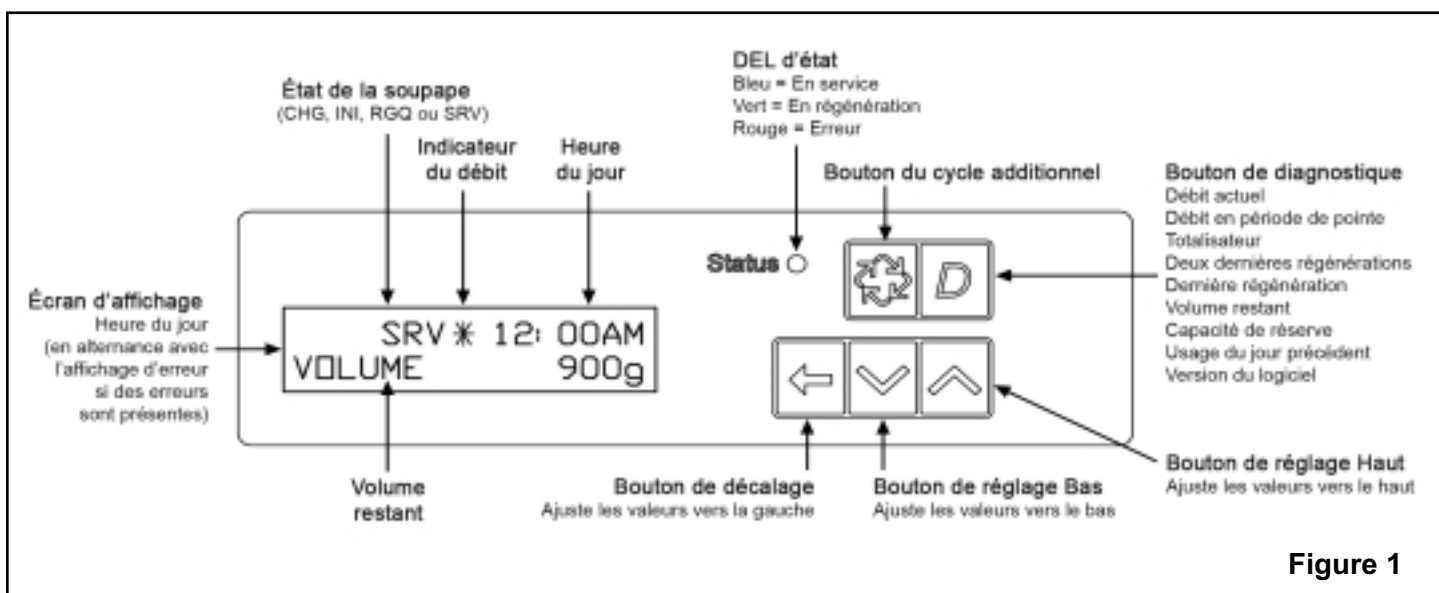 DEL d'état
Bleu = En service
Vert = En régénération
Rouge = Erreur
État de la soupape
(CHG, INI, RGQ ou SRV)
Indicateur
du débit
Heure
du jour
Bouton du cycle additionnel
Bouton de diagnostique
Débit actuel
Débit en période de pointe
Totalisateur
Deux dernières régénérations
Dernière régénération
Volume restant
Capacité de réserve
Usage du jour précédent
Version du logiciel
Status
D
Écran d'affichage
Heure du jour
(en alternance avec
l'affichage d'erreur
si des erreurs
sont présentes)
SRV * 12: 00AM
VOLUME 900g
Volume
restant
Bouton de décalage
Ajuste les valeurs vers la gauche
Bouton de réglage Bas
Ajuste les valeurs vers le bas
Bouton de réglage Haut
Ajuste les valeurs vers le haut
Figure 1